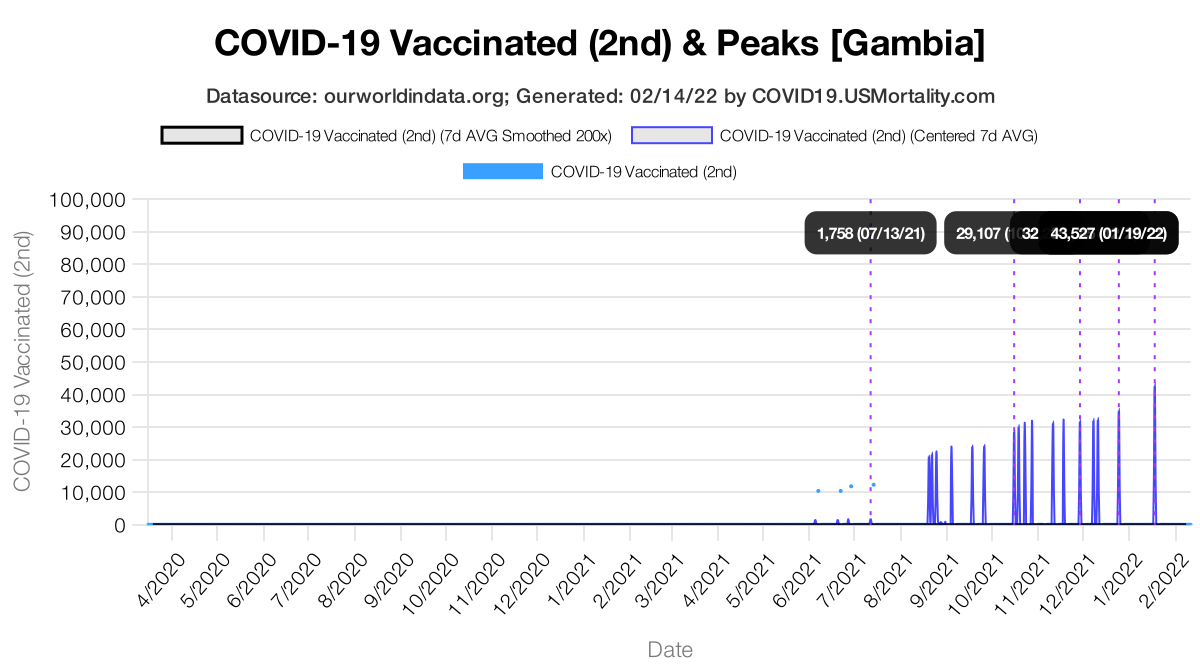 COVID-19 Vaccinated (2nd) & Peaks [Gambia]
Datasource: ourworldindata.org; Generated: 02/14/22 by COVID19.USMortality.com
COVID-19 Vaccinated (2nd) (7d AVG Smoothed 200x) COVID-19 Vaccinated (2nd) (Centered 7d AVG)
COVID-19 Vaccinated (2nd)
COVID-19 Vaccinated (2nd)
100,000
90,000
80,000
70,000
60,000
50,000
40,000
30,000
20,000
10,000
0
1,758 (07/13/21) 29,107 (10 32 43,527 (01/19/22)
4/2020 5/2020 6/2020 7/2020 8/2020 9/2020 10/2020 11/2020 12/2020 1/2021 2/2021 3/2021 4/2021 5/2021 6/2021 7/2021 8/2021 9/2021 10/2021 11/2021 12/2021 1/2022 2/2022
Date